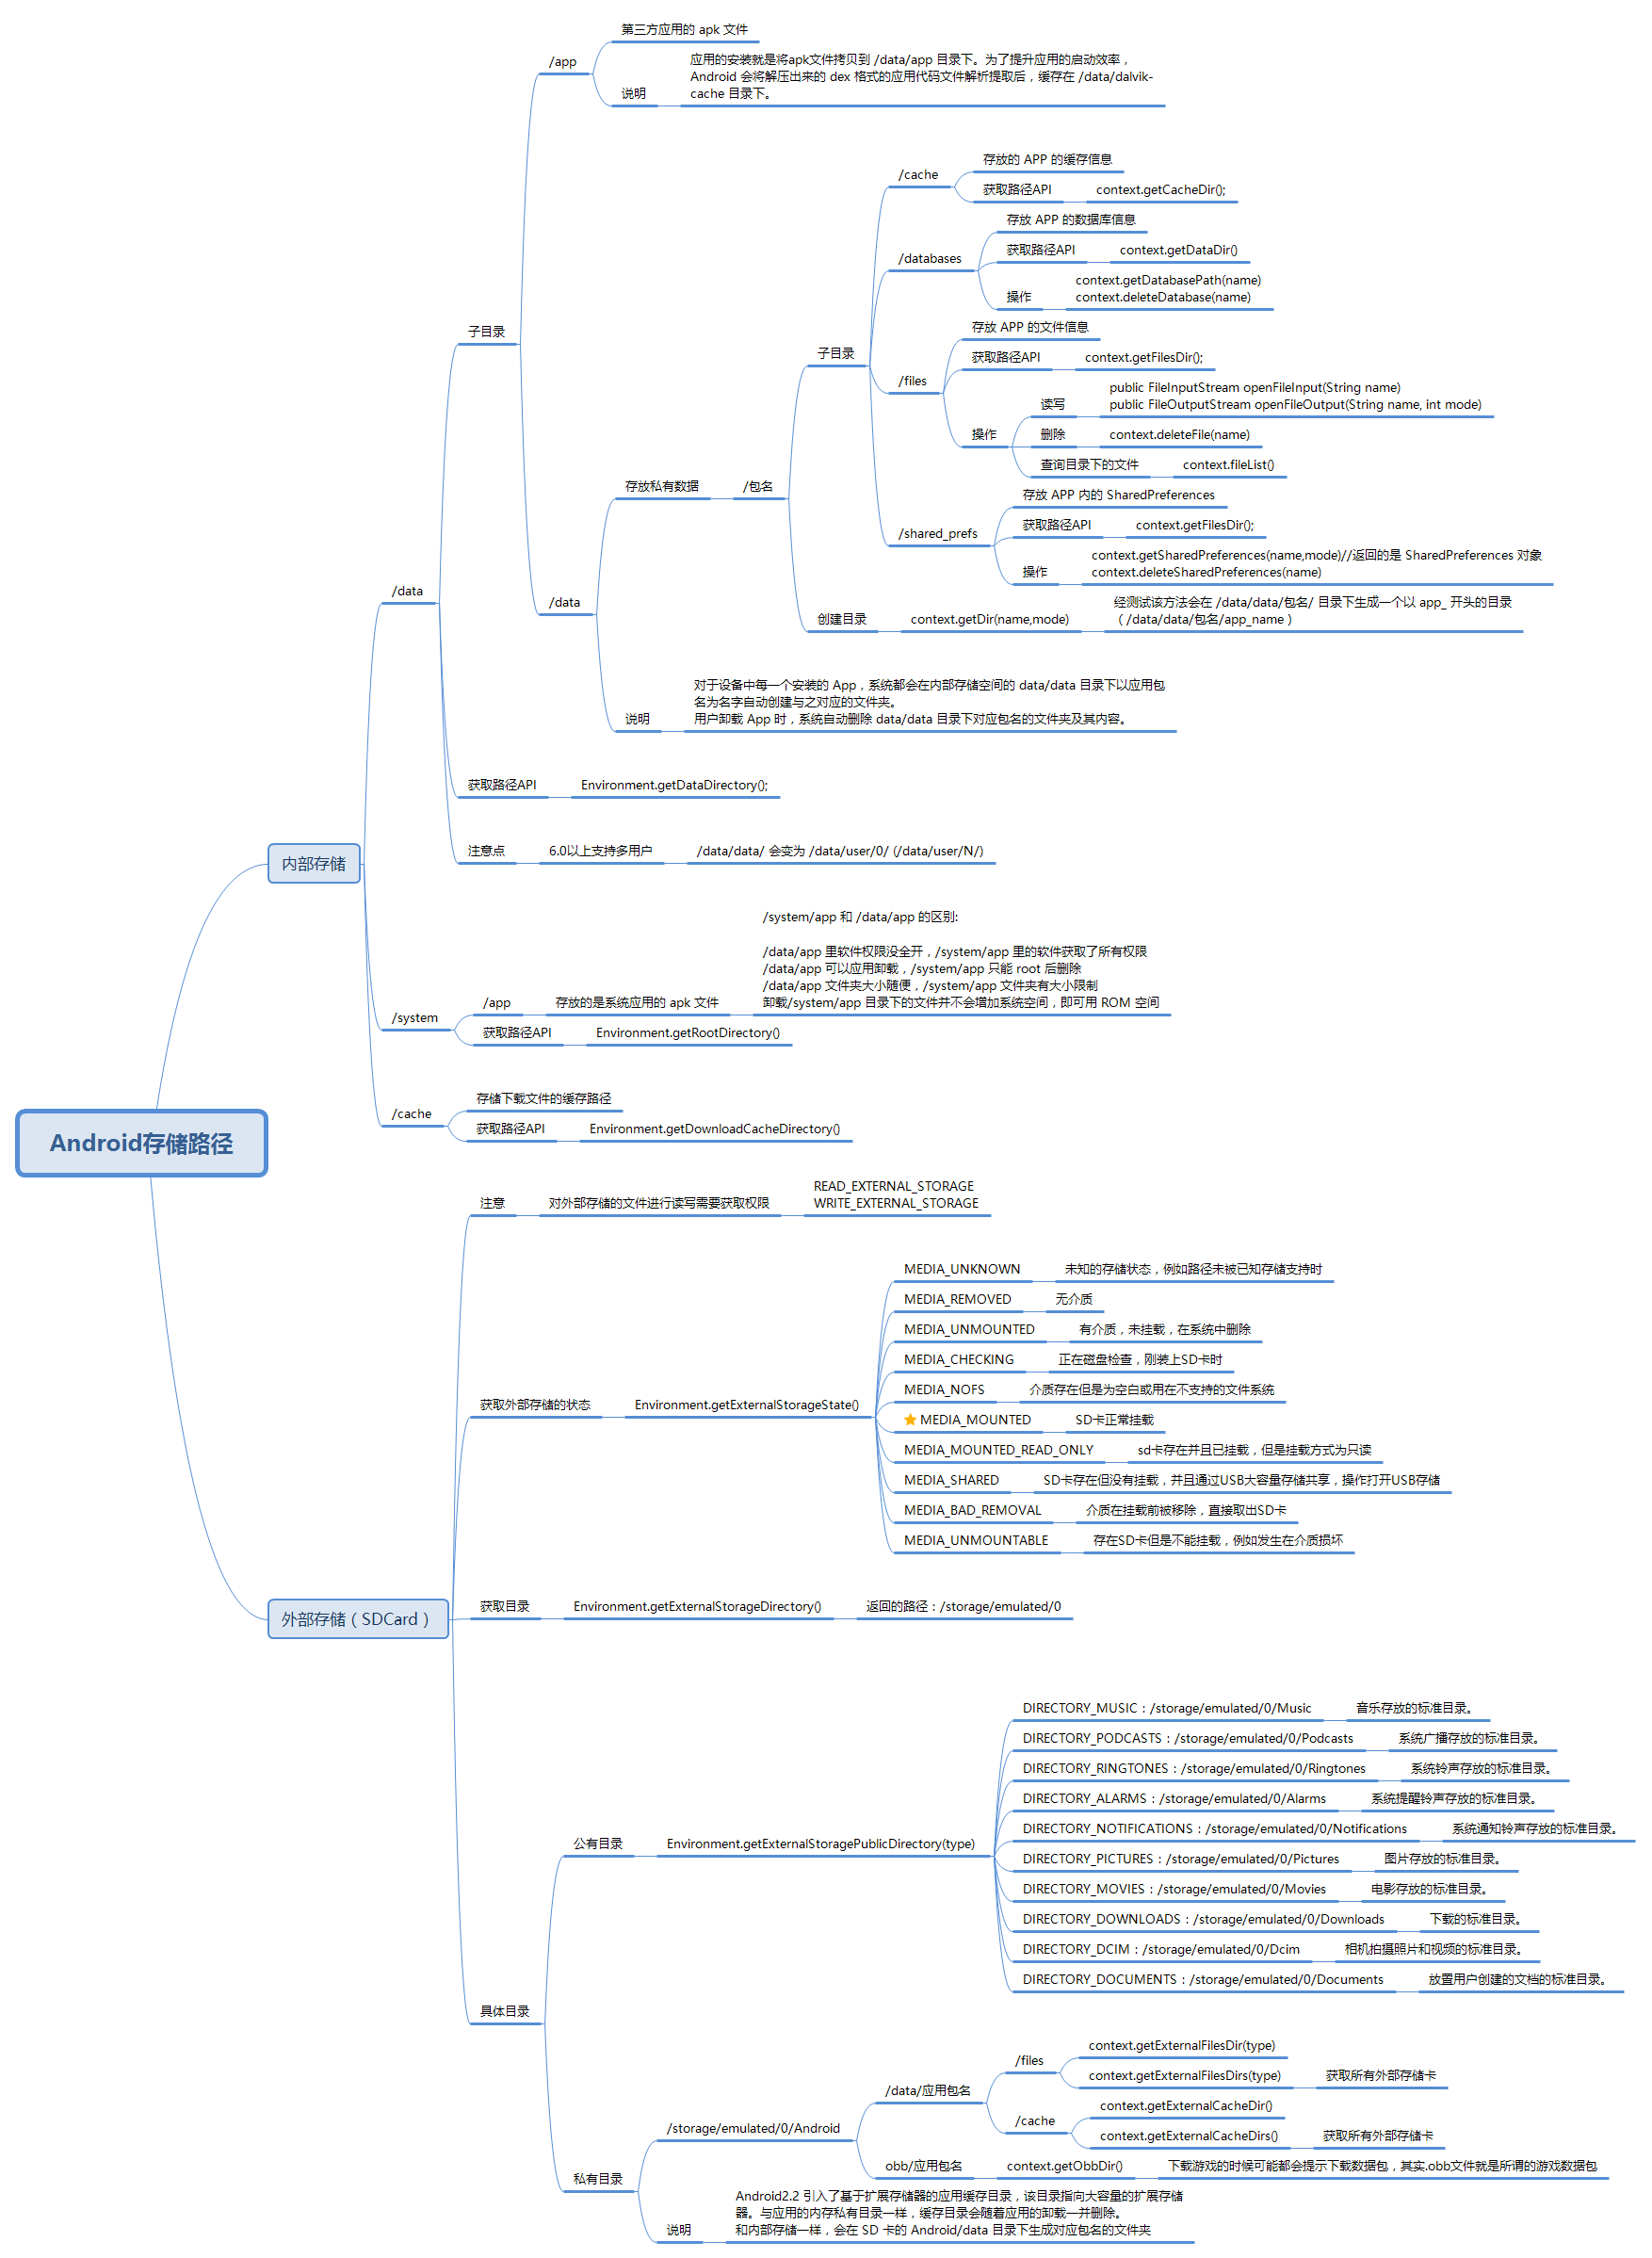 Android存储路径
内部存储
/data
子目录
/app
第三方应用的 apk 文件
说明
应用的安装就是将apk文件拷贝到 /data/app 目录下。为了提升应用的启动效率，
Android 会将解压出来的 dex 格式的应用代码文件解析提取后，缓存在 /data/dalvik-
cache 目录下。
/data
存放私有数据
/包名
子目录
/cache
存放的 APP 的缓存信息
获取路径API
context.getCacheDir();
/databases
存放 APP 的数据库信息
获取路径API
context.getDataDir()
操作
context.getDatabasePath(name)
context.deleteDatabase(name)
/files
存放 APP 的文件信息
获取路径API
context.getFilesDir();
操作
读写
public FileInputStream openFileInput(String name)
public FileOutputStream openFileOutput(String name, int mode)
删除
context.deleteFile(name)
查询目录下的文件
context.fileList()
/shared_prefs
存放 APP 内的 SharedPreferences
获取路径API
context.getFilesDir();
操作
context.getSharedPreferences(name,mode)//返回的是 SharedPreferences 对象
context.deleteSharedPreferences(name)
创建目录
context.getDir(name,mode)
经测试该方法会在 /data/data/包名/ 目录下生成一个以 app_ 开头的目录
（/data/data/包名/app_name）
说明
对于设备中每一个安装的 App，系统都会在内部存储空间的 data/data 目录下以应用包
名为名字自动创建与之对应的文件夹。
用户卸载 App 时，系统自动删除 data/data 目录下对应包名的文件夹及其内容。
获取路径API
Environment.getDataDirectory();
注意点
6.0以上支持多用户
/data/data/ 会变为 /data/user/0/ (/data/user/N/)
/system
/app
存放的是系统应用的 apk 文件
/system/app 和 /data/app 的区别:
/data/app 里软件权限没全开，/system/app 里的软件获取了所有权限
/data/app 可以应用卸载，/system/app 只能 root 后删除
/data/app 文件夹大小随便，/system/app 文件夹有大小限制
卸载/system/app 目录下的文件并不会增加系统空间，即可用 ROM 空间
获取路径API
Environment.getRootDirectory()
/cache
存储下载文件的缓存路径
获取路径API
Environment.getDownloadCacheDirectory()
外部存储（SDCard）
注意
对外部存储的文件进行读写需要获取权限
READ_EXTERNAL_STORAGE
WRITE_EXTERNAL_STORAGE
获取外部存储的状态
Environment.getExternalStorageState()
MEDIA_UNKNOWN
未知的存储状态，例如路径未被已知存储支持时
MEDIA_REMOVED
无介质
MEDIA_UNMOUNTED
有介质，未挂载，在系统中删除
MEDIA_CHECKING
正在磁盘检查，刚装上SD卡时
MEDIA_NOFS
介质存在但是为空白或用在不支持的文件系统
MEDIA_MOUNTED
SD卡正常挂载
MEDIA_MOUNTED_READ_ONLY
sd卡存在并且已挂载，但是挂载方式为只读
MEDIA_SHARED
SD卡存在但没有挂载，并且通过USB大容量存储共享，操作打开USB存储
MEDIA_BAD_REMOVAL
介质在挂载前被移除，直接取出SD卡
MEDIA_UNMOUNTABLE
存在SD卡但是不能挂载，例如发生在介质损坏
获取目录
Environment.getExternalStorageDirectory()
返回的路径：/storage/emulated/0
具体目录
公有目录
Environment.getExternalStoragePublicDirectory(type)
DIRECTORY_MUSIC：/storage/emulated/0/Music
音乐存放的标准目录。
DIRECTORY_PODCASTS：/storage/emulated/0/Podcasts
系统广播存放的标准目录。
DIRECTORY_RINGTONES：/storage/emulated/0/Ringtones
系统铃声存放的标准目录。
DIRECTORY_ALARMS：/storage/emulated/0/Alarms
系统提醒铃声存放的标准目录。
DIRECTORY_NOTIFICATIONS：/storage/emulated/0/Notifications
系统通知铃声存放的标准目录。
DIRECTORY_PICTURES：/storage/emulated/0/Pictures
图片存放的标准目录。
DIRECTORY_MOVIES：/storage/emulated/0/Movies
电影存放的标准目录。
DIRECTORY_DOWNLOADS：/storage/emulated/0/Downloads
下载的标准目录。
DIRECTORY_DCIM：/storage/emulated/0/Dcim
相机拍摄照片和视频的标准目录。
DIRECTORY_DOCUMENTS：/storage/emulated/0/Documents
放置用户创建的文档的标准目录。
私有目录
/storage/emulated/0/Android
/data/应用包名
/files
context.getExternalFilesDir(type)
context.getExternalFilesDirs(type)
获取所有外部存储卡
/cache
context.getExternalCacheDir()
context.getExternalCacheDirs()
获取所有外部存储卡
obb/应用包名
context.getObbDir()
下载游戏的时候可能都会提示下载数据包，其实.obb文件就是所谓的游戏数据包
说明
Android2.2 引入了基于扩展存储器的应用缓存目录，该目录指向大容量的扩展存储
器。与应用的内存私有目录一样，缓存目录会随着应用的卸载一并删除。
和内部存储一样，会在 SD 卡的 Android/data 目录下生成对应包名的文件夹